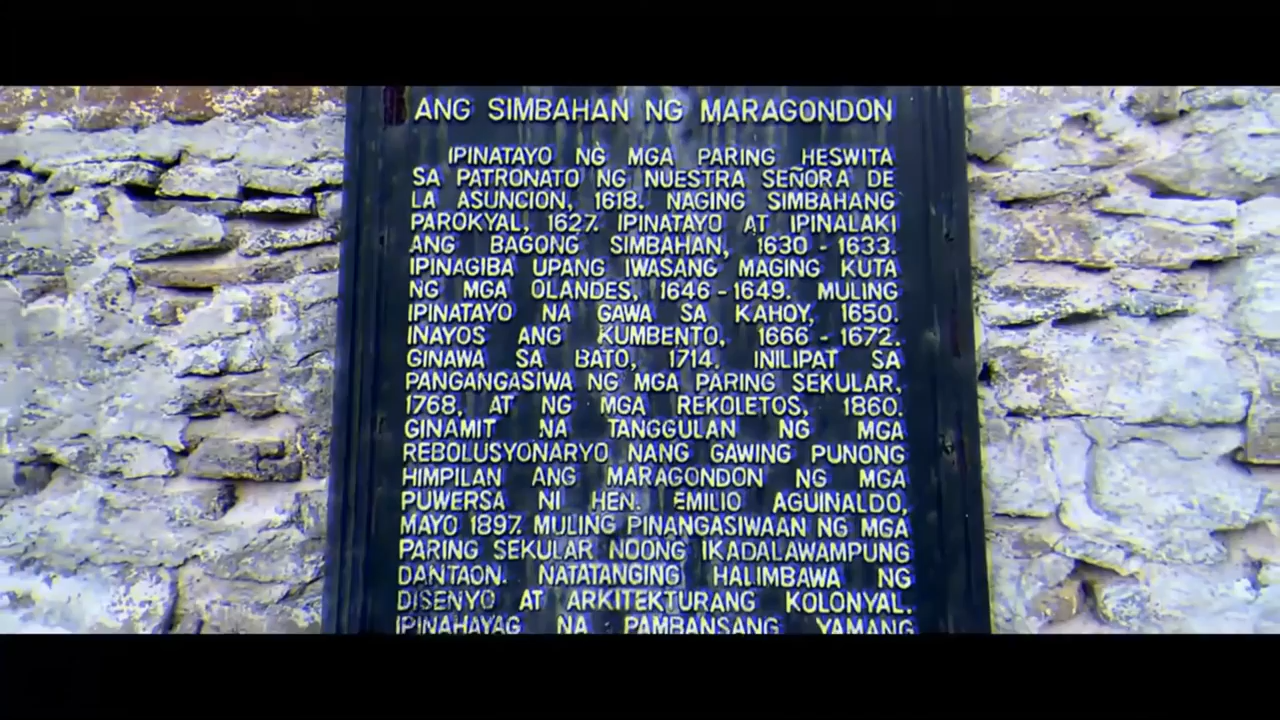 ANG SIMBAHAN NG MARAGONDON
IPINATAYO NG MGA PARING HESWITA
SA PATRONATO NG NUESTRA SEÑORA DE
LA ASUNCION, 1618. NAGING SIMBAHANG
PAROKYAL, 1627. IPINATAYO AT IPINALAKI
ANG BAGONG SIMBAHAN, 1630 - 1633.
IPINAGIBA UPANG IWASANG MAGING KUTA
NG MGA OLANDES, 1646 - 1649. MULING
IPINATAYO NA GAWA SA KAHOY, 1650.
INAYOS ANG KUMBENTO, 1666 - 1672.
GINAWA SA BATO, 1714. INILIPAT SA
PANGANGASIWA NG MGA PARING SEKULAR,
1768, AT NG MGA REKOLETOS, 1860.
GINAMIT NA TANGGULAN NG MGA
REBOLUSYONARYO NANG GAWING PUNONG
HIMPILAN ANG MARAGONDON NG MGA
PUWERSA NI HEN. EMILIO AGUINALDO,
MAYO 1897. MULING PINANGASIWAAN NG MGA
PARING SEKULAR NOONG IKADALAWAMPUNG
DANTAON. NATATANGING HALIMBAWA NG
DISENYO AT ARKITEKTURANG KOLONYAL.
IPINAHAYAG NA PAMBANSANG YAMANG